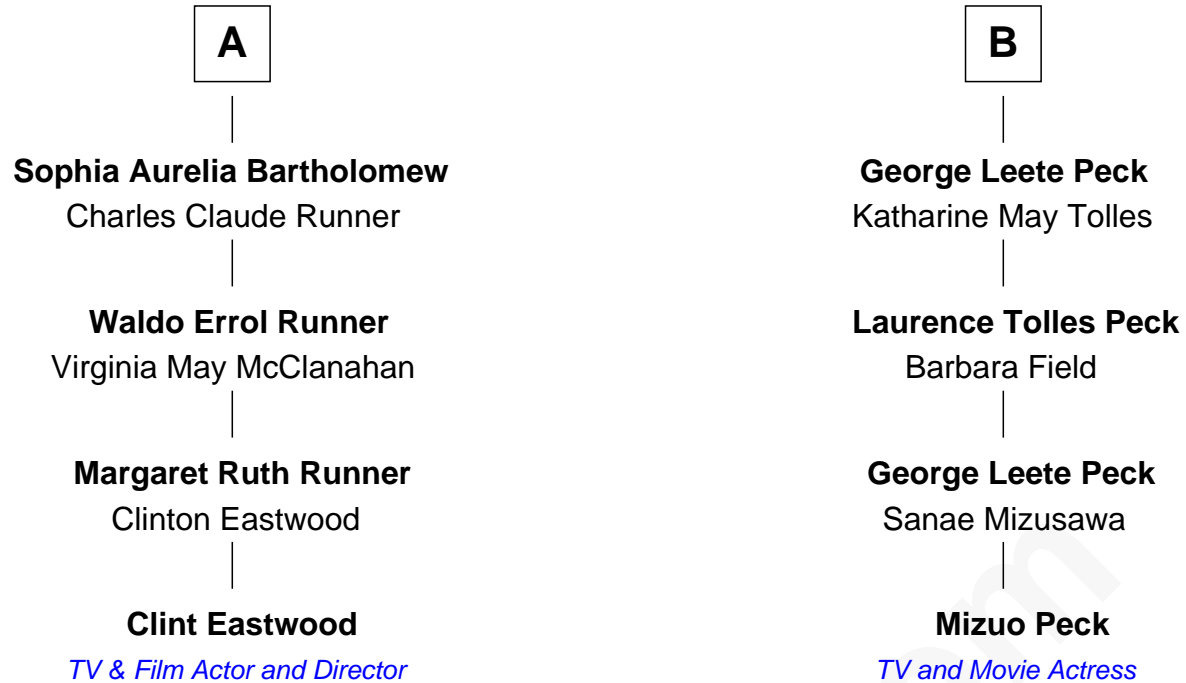 A
Sophia Aurelia Bartholomew
Charles Claude Runner
Waldo Errol Runner
Virginia May McClanahan
Margaret Ruth Runner
Clinton Eastwood
Clint Eastwood
TV & Film Actor and Director
B
George Leete Peck
Katharine May Tolles
Laurence Tolles Peck
Barbara Field
George Leete Peck
Sanae Mizusawa
Mizuo Peck
TV and Movie Actress